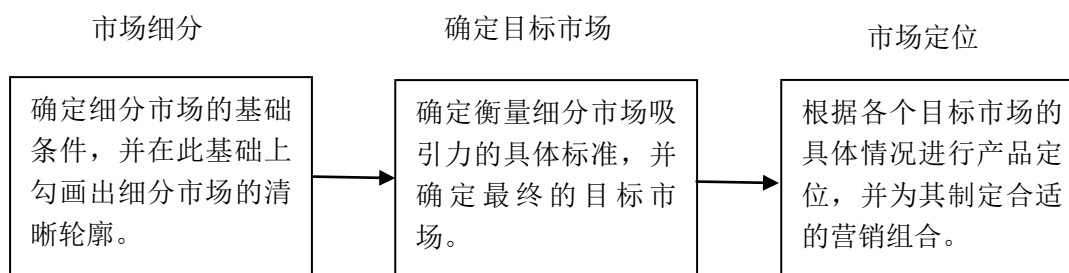 市场细分
确定目标市场
市场定位
确定细分市场的基础
条件，并在此基础上
勾画出细分市场的清
晰轮廓。
确定衡量细分市场吸
引力的具体标准，并
确定最终的目标市
场。
根据各个目标市场的
具体情况进行产品定
位，并为其制定合适
的营销组合。